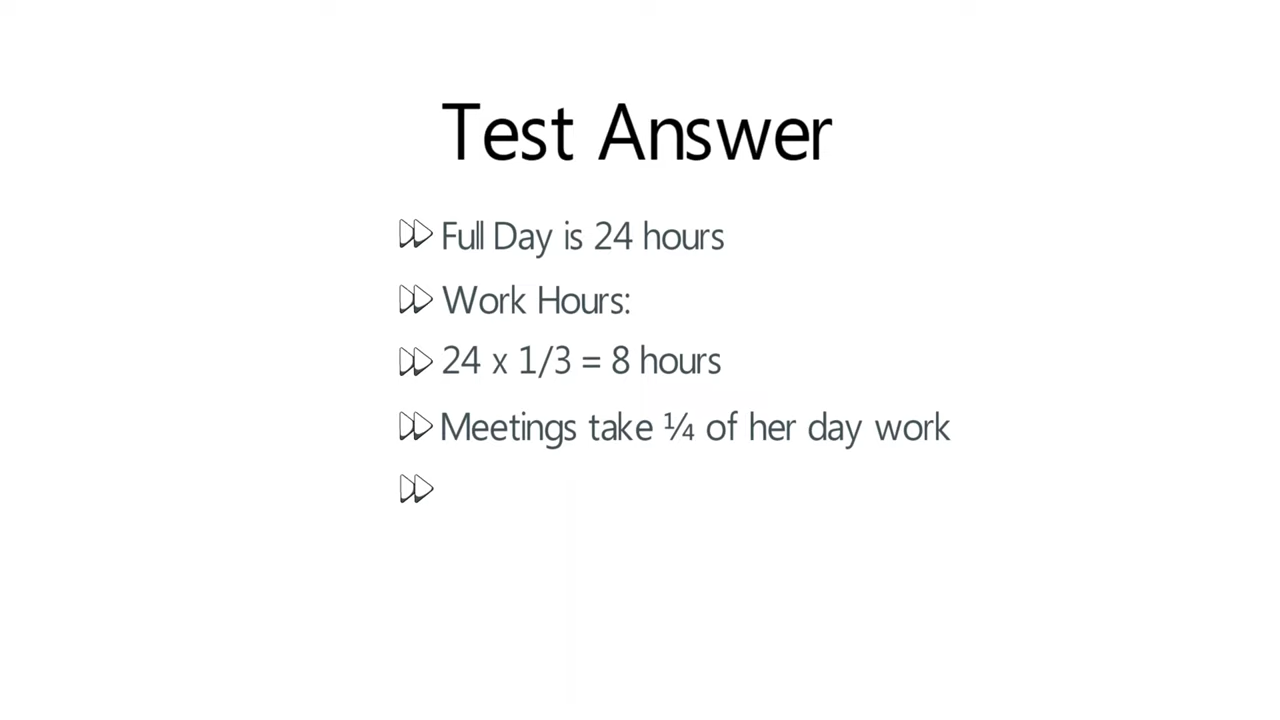 Test Answer
Full Day is 24 hours
Work Hours:
24 x 1/3 = 8 hours
Meetings take ¼ of her day work